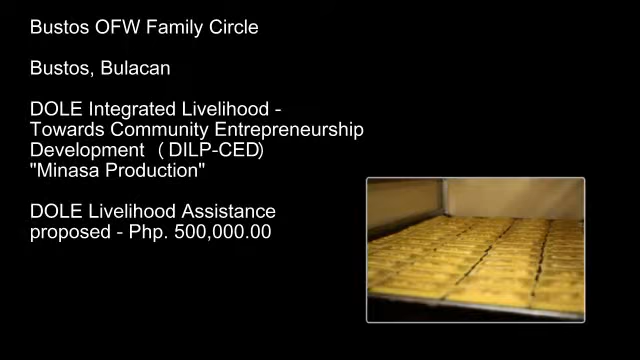 Bustos OFW Family Circle
Bustos, Bulacan
DOLE Integrated Livelihood -
Towards Community Entrepreneurship
Development ( DILP-CED)
"Minasa Production"
DOLE Livelihood Assistance
proposed - Php. 500,000.00